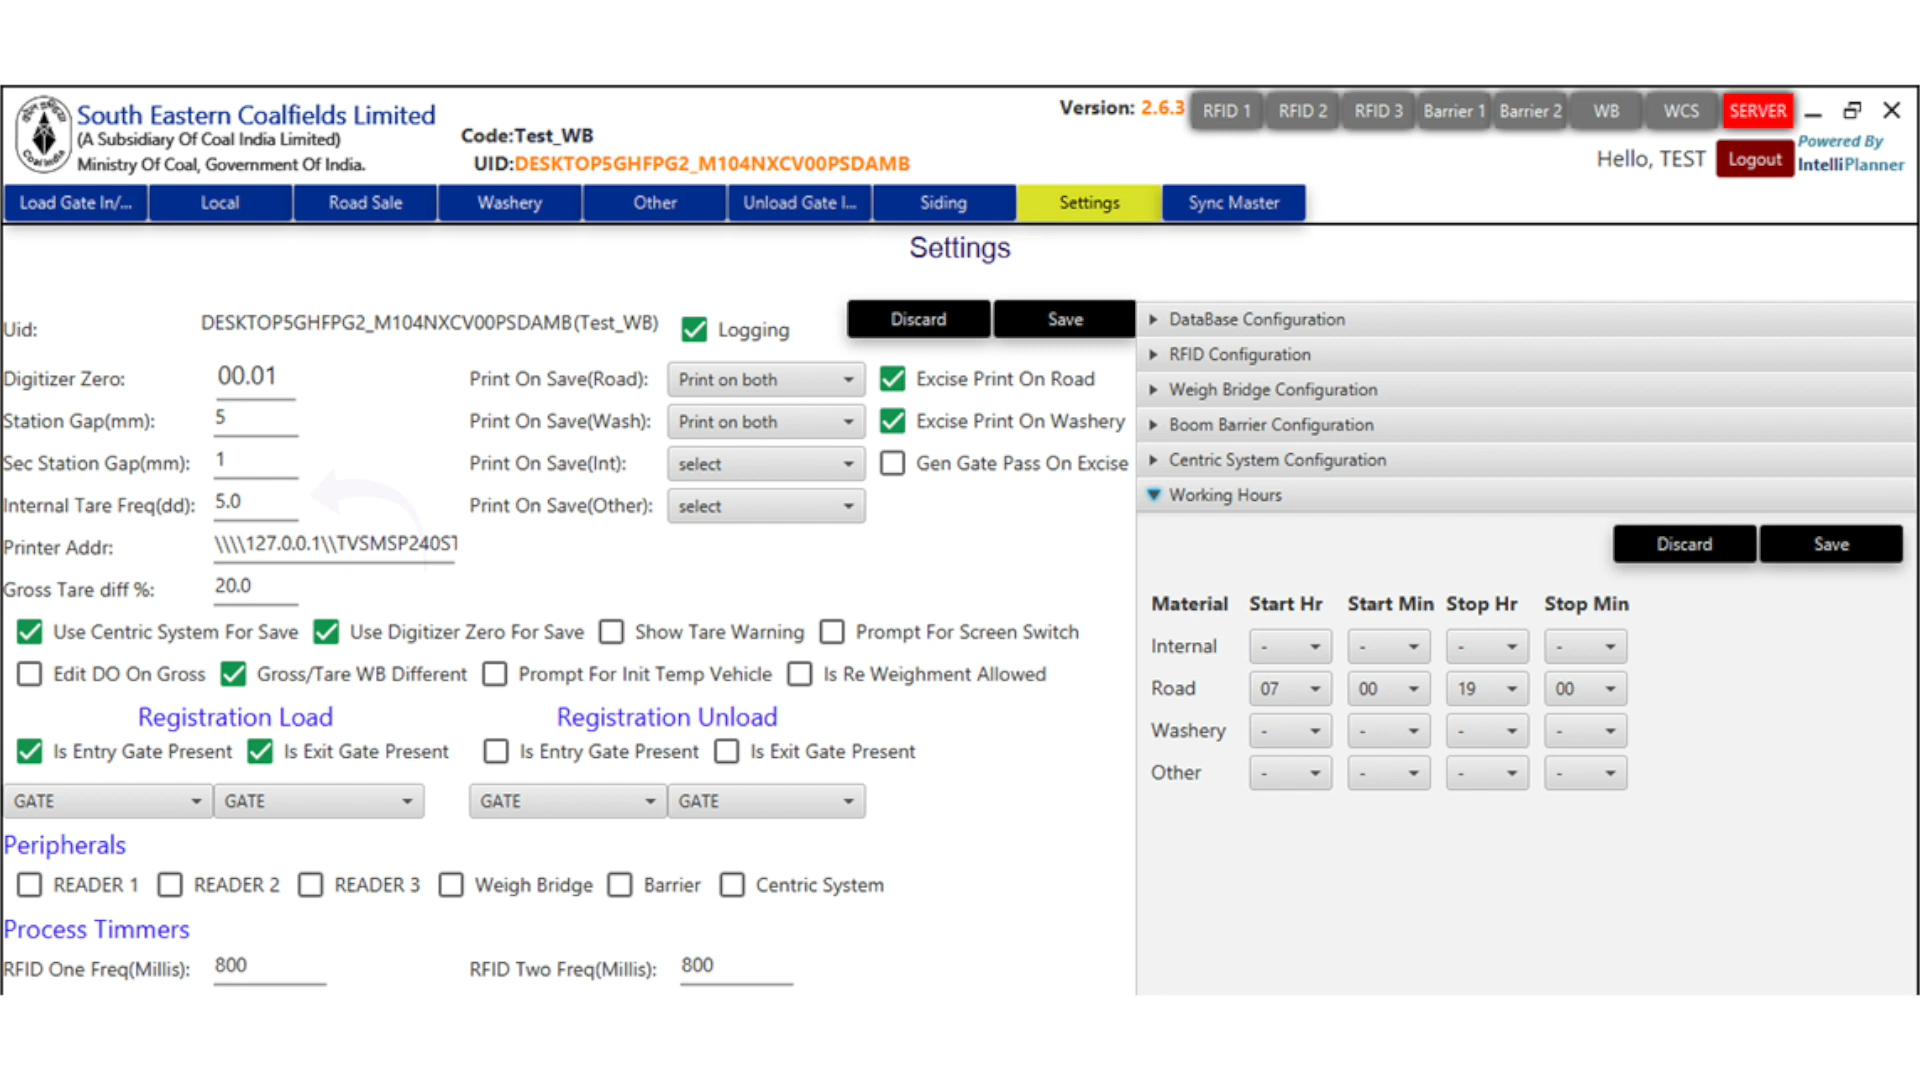 South Eastern Coalfields Limited
(A Subsidiary Of Coal India Limited)
Ministry Of Coal, Government Of India.
Code:Test_WB
UID:DESKTOP5GHFPG2_M104NXCV00PSDAMB
Version: 2.6.3 RFID 1 RFID 2 RFID 3 Barrier 1 Barrier 2 WB WCS SERVER
Hello, TEST Logout Powered By
IntelliPlanner
Load Gate In/... Local Road Sale Washery Other Unload Gate I... Siding Settings Sync Master
Settings
Uid: DESKTOP5GHFPG2_M104NXCV00PSDAMB(Test_WB) Logging Discard Save
Digitizer Zero: 00.01 Print On Save(Road): Print on both Excise Print On Road
Station Gap(mm): 5 Print On Save(Wash): Print on both Excise Print On Washery
Sec Station Gap(mm): 1 Print On Save(Int): select Gen Gate Pass On Excise
Internal Tare Freq(dd): 5.0 Print On Save(Other): select
Printer Addr: \\\\127.0.0.1\\TVSMSP240ST
Gross Tare diff %: 20.0
Use Centric System For Save Use Digitizer Zero For Save Show Tare Warning Prompt For Screen Switch
Edit DO On Gross Gross/Tare WB Different Prompt For Init Temp Vehicle Is Re Weighment Allowed
Registration Load Registration Unload
Is Entry Gate Present Is Exit Gate Present Is Entry Gate Present Is Exit Gate Present
GATE GATE GATE GATE
Peripherals
READER 1 READER 2 READER 3 Weigh Bridge Barrier Centric System
Process Timmers
RFID One Freq(Millis): 800 RFID Two Freq(Millis): 800
DataBase Configuration
RFID Configuration
Weigh Bridge Configuration
Boom Barrier Configuration
Centric System Configuration
Working Hours
Discard Save
Material Start Hr Start Min Stop Hr Stop Min
Internal - - - -
Road 07 00 19 00
Washery - - - -
Other - - - -